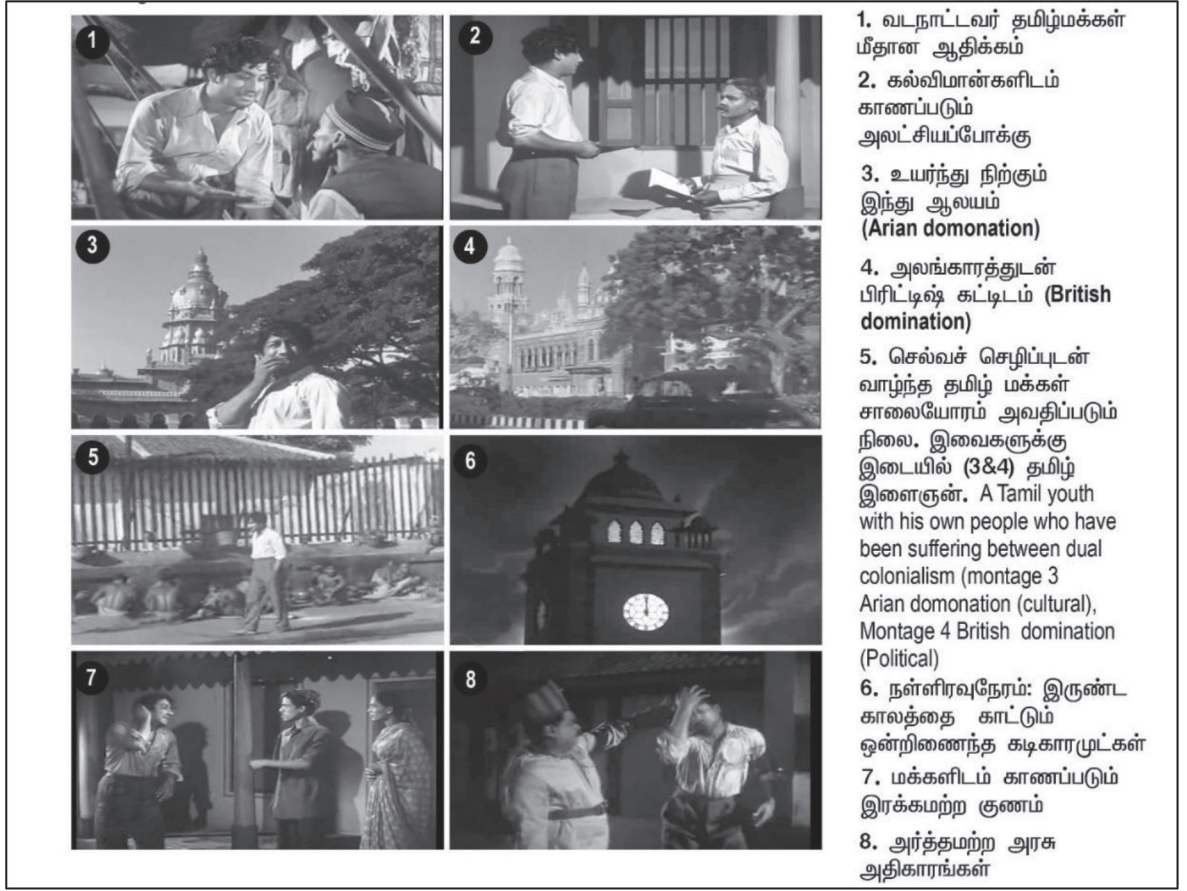 1
2
3
4
5
6
7
8
1. வடநாட்டவர் தமிழ்மக்கள்
மீதான ஆதிக்கம்
2. கல்விமான்களிடம்
காணப்படும்
அலட்சியப்போக்கு
3. உயர்ந்து நிற்கும்
இந்து ஆலயம்
(Arian domonation)
4. அலங்காரத்துடன்
பிரிட்டிஷ் கட்டிடம் (British
domination)
5. செல்வச் செழிப்புடன்
வாழ்ந்த தமிழ் மக்கள்
சாலையோரம் அவதிப்படும்
நிலை. இவைகளுக்கு
இடையில் (3&4) தமிழ்
இளைஞன். A Tamil youth
with his own people who have
been suffering between dual
colonialism (montage 3
Arian domonation (cultural),
Montage 4 British domination
(Political)
6. நள்ளிரவுநேரம்: இருண்ட
காலத்தை காட்டும்
ஒன்றிணைந்த கடிகாரமுட்கள்
7. மக்களிடம் காணப்படும்
இரக்கமற்ற குணம்
8. அர்த்தமற்ற அரசு
அதிகாரங்கள்